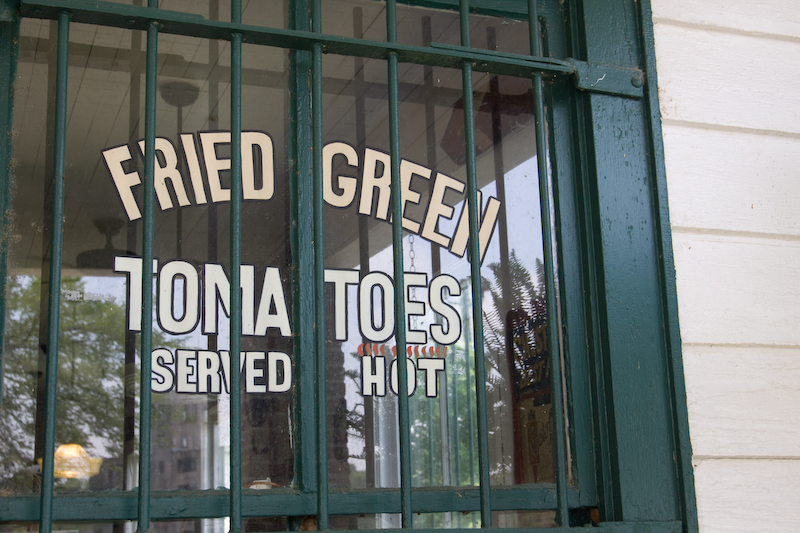 FRIED GREEN
TOMATOES
SERVED HOT